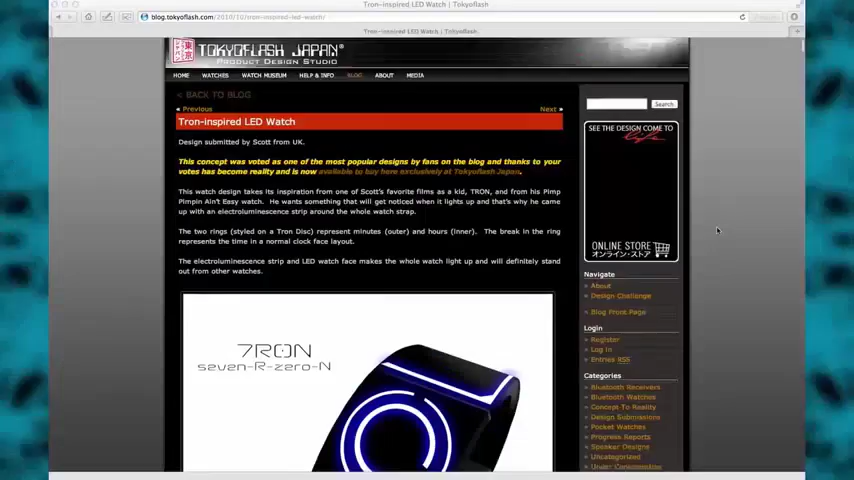 Tron-inspired LED Watch | Tokyoflash
blog.tokyoflash.com/2010/10/tron-inspired-led-watch/
Tron-inspired LED Watch | Tokyoflash
TOKYOFLASH JAPAN®
PRODUCT DESIGN STUDIO
HOME WATCHES WATCH MUSEUM HELP & INFO BLOG ABOUT MEDIA
< BACK TO BLOG
« Previous Next »
Tron-inspired LED Watch
Design submitted by Scott from UK.
This concept was voted as one of the most popular designs by fans on the blog and thanks to your
votes has become reality and is now available to buy here exclusively at Tokyoflash Japan.
This watch design takes its inspiration from one of Scott's favorite films as a kid, TRON, and from his Pimp
Pimpin Ain't Easy watch. He wants something that will get noticed when it lights up and that's why he came
up with an electroluminescence strip around the whole watch strap.
The two rings (styled on a Tron Disc) represent minutes (outer) and hours (inner). The break in the ring
represents the time in a normal clock face layout.
The electroluminescence strip and LED watch face makes the whole watch light up and will definitely stand
out from other watches.
7RON
seven-R-zero-N
Search
SEE THE DESIGN COME TO
life
ONLINE STORE
オンライン・ストア
Navigate
» About
» Design Challenge
» Blog Front Page
Login
» Register
» Log in
» Entries RSS
Categories
» Bluetooth Receivers
» Bluetooth Watches
» Concept To Reality
» Design Submissions
» Pocket Watches
» Progress Reports
» Speaker Designs
» Uncategorized
» Under Consideration